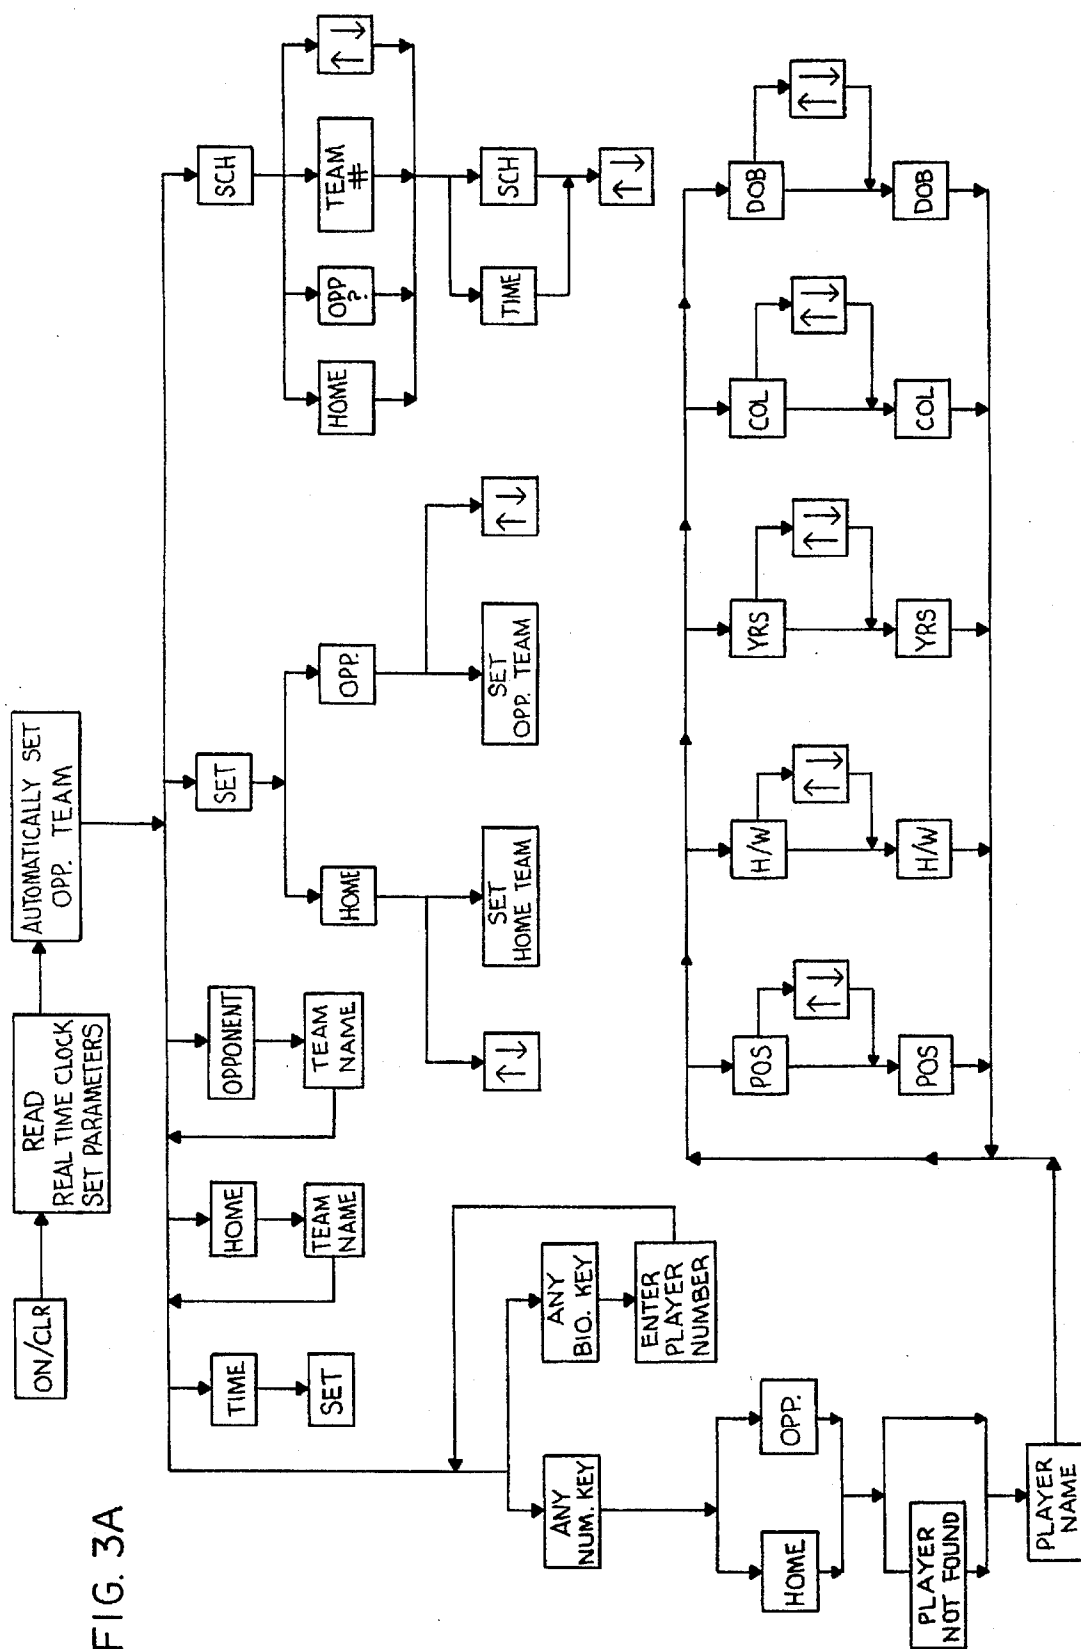 FIG. 3A
ON/CLR
READ
REAL TIME CLOCK
SET PARAMETERS
AUTOMATICALLY SET
OPP. TEAM
TIME
SET
HOME
TEAM
NAME
OPPONENT
TEAM
NAME
SET
HOME
SET
HOME TEAM
OPP.
SET
OPP. TEAM
SCH
HOME
OPP
?
TEAM
#
TIME
SCH
ANY
NUM. KEY
ANY
BIO. KEY
ENTER
PLAYER
NUMBER
HOME
OPP.
PLAYER
NOT FOUND
PLAYER
NAME
POS
POS
H/W
H/W
YRS
YRS
COL
COL
DOB
DOB